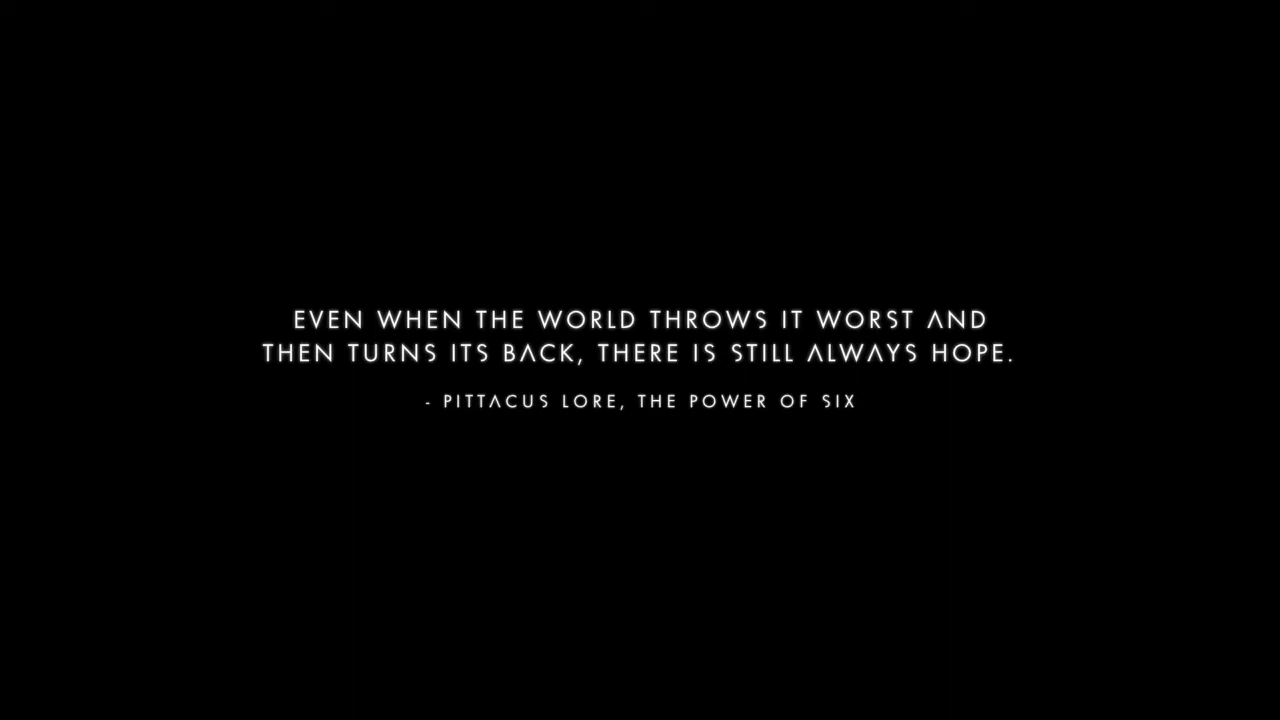 EVEN WHEN THE WORLD THROWS IT WORST AND
THEN TURNS ITS BACK, THERE IS STILL ALWAYS HOPE.
- PITTACUS LORE, THE POWER OF SIX